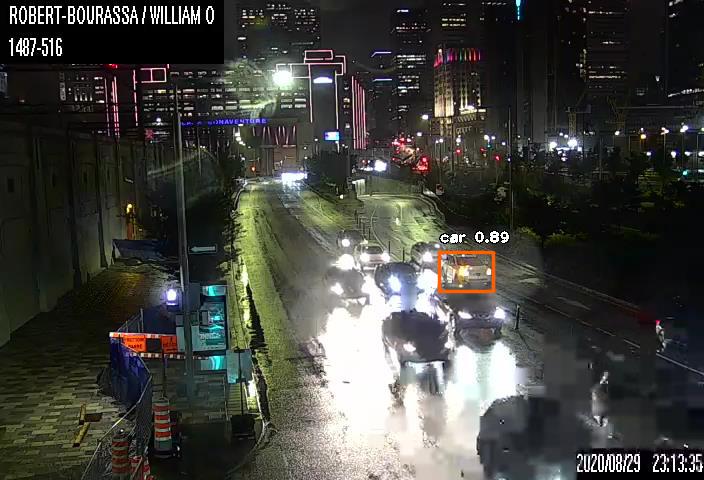 ROBERT-BOURASSA / WILLIAM O
1487-516
BONAVENTURE
car 0.89
2020/08/29 23:13:35